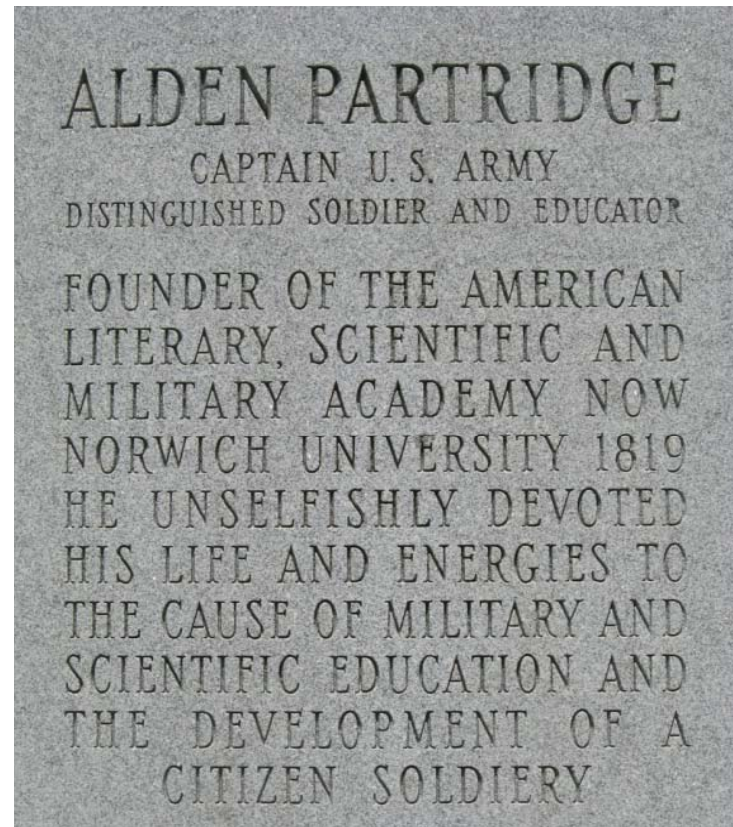 ALDEN PARTRIDGE
CAPTAIN U. S. ARMY
DISTINGUISHED SOLDIER AND EDUCATOR
FOUNDER OF THE AMERICAN
LITERARY, SCIENTIFIC AND
MILITARY ACADEMY NOW
NORWICH UNIVERSITY 1819
HE UNSELFISHLY DEVOTED
HIS LIFE AND ENERGIES TO
THE CAUSE OF MILITARY AND
SCIENTIFIC EDUCATION AND
THE DEVELOPMENT OF A
CITIZEN SOLDIERY